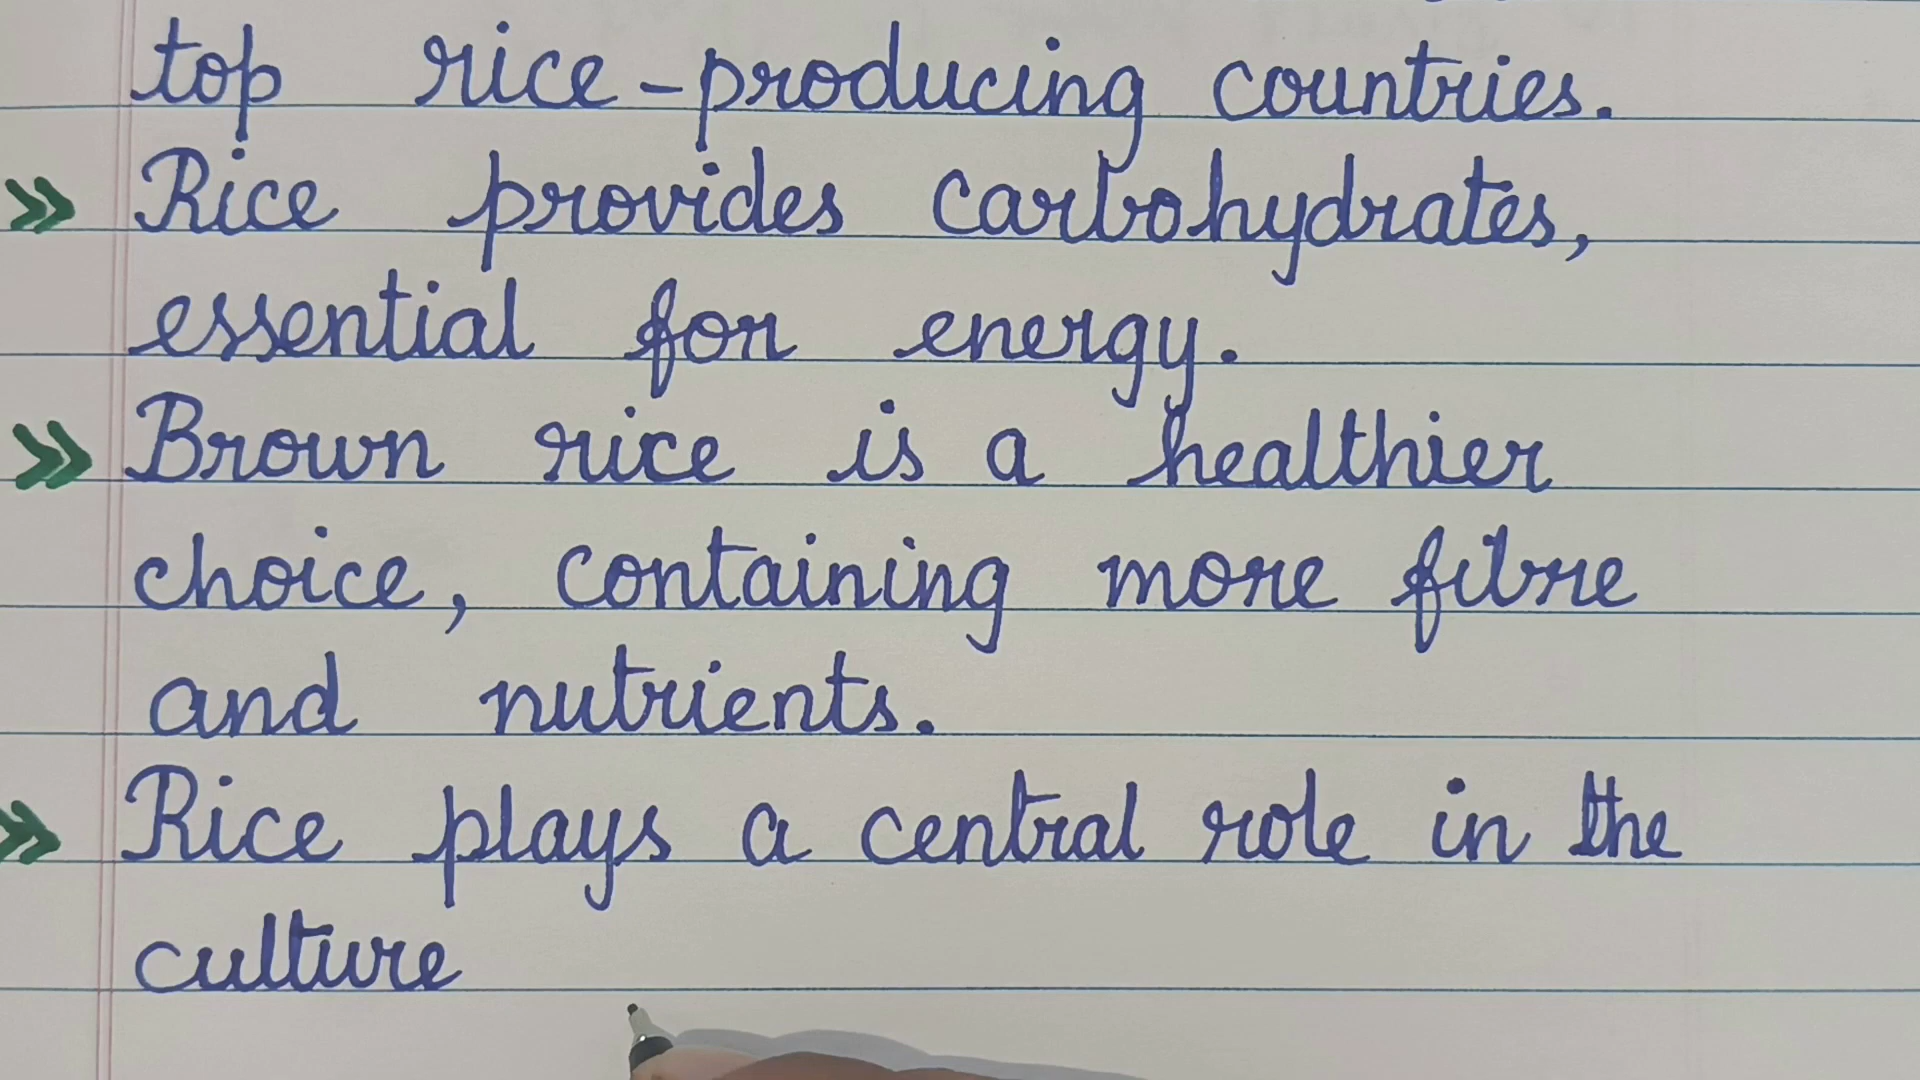 top rice-producing countries.
» Rice provides carbohydrates,
essential for energy.
» Brown rice is a healthier
choice, containing more fibre
and nutrients.
» Rice plays a central role in the
culture